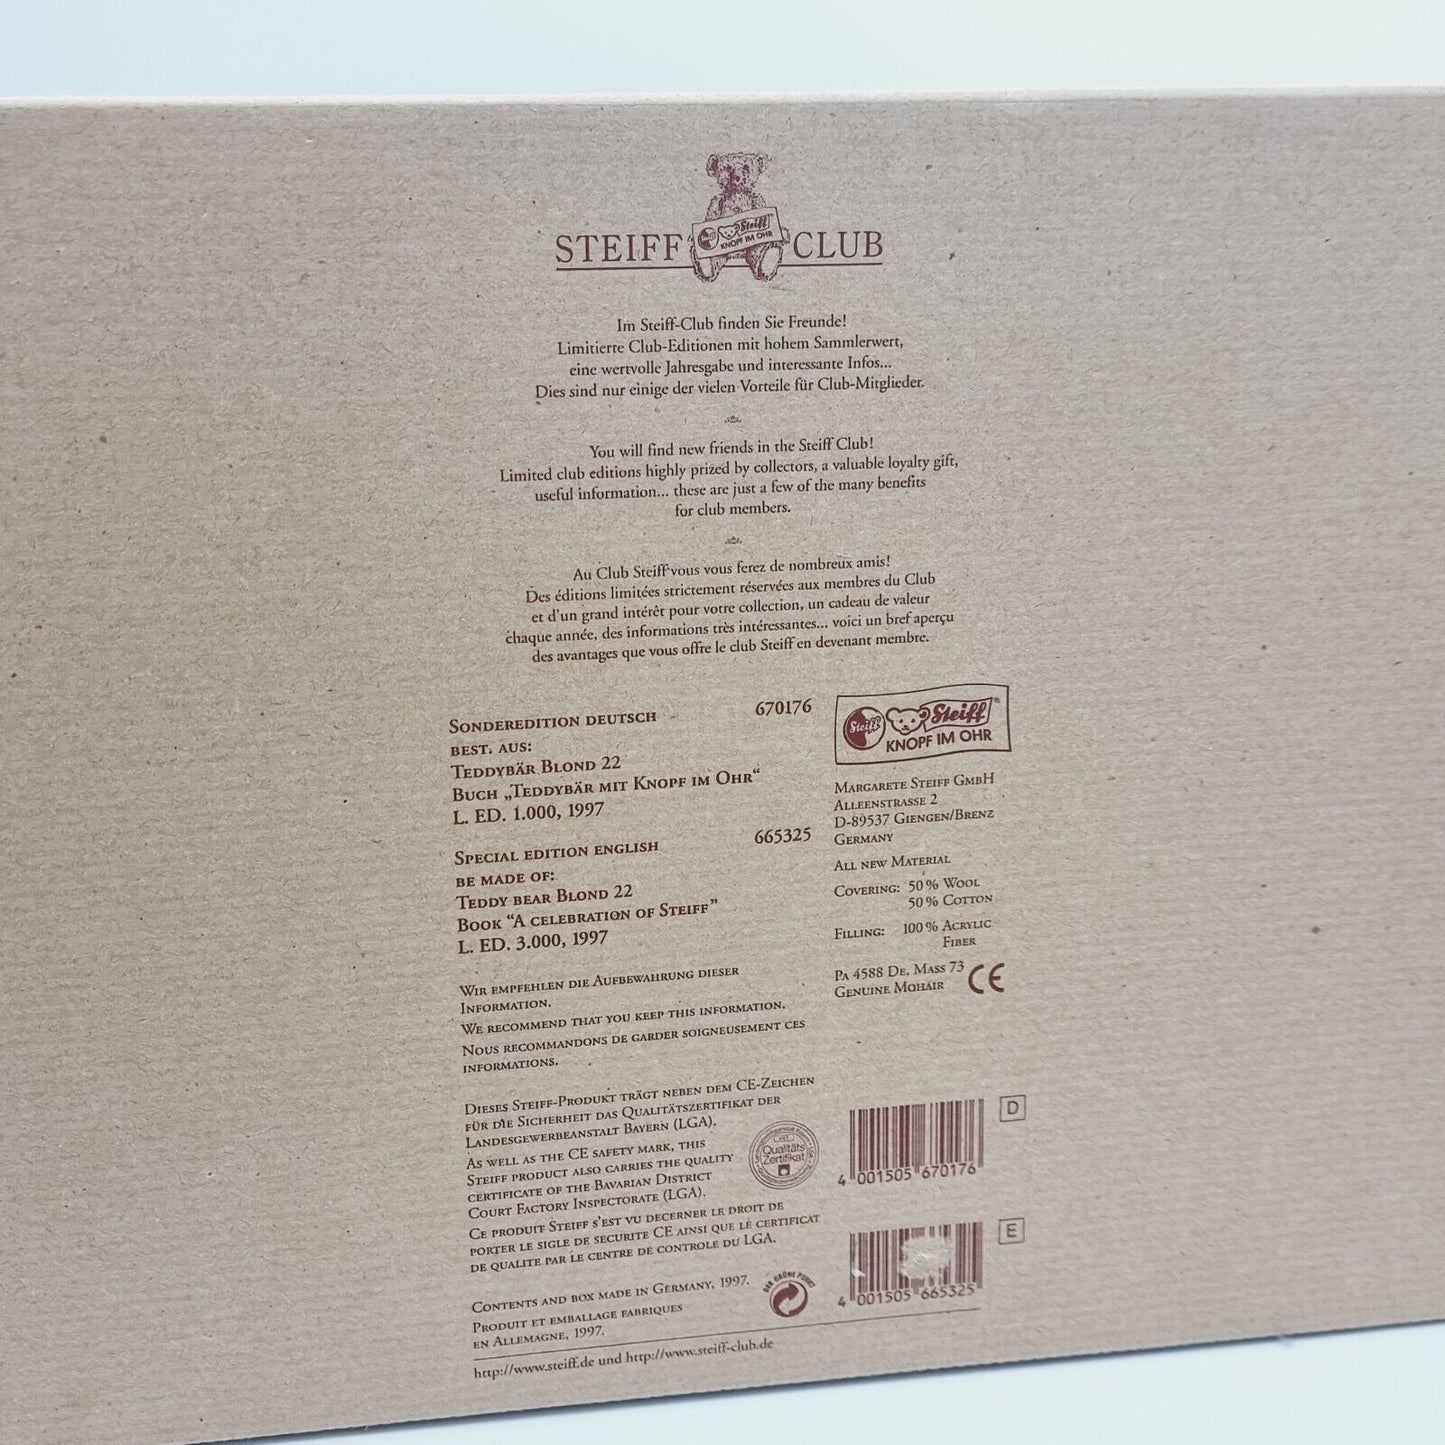 STEIFF CLUB
Steiff
KNOPF IM OHR
Im Steiff-Club finden Sie Freunde!
Limitierte Club-Editionen mit hohem Sammlerwert,
eine wertvolle Jahresgabe und interessante Infos...
Dies sind nur einige der vielen Vorteile für Club-Mitglieder.
You will find new friends in the Steiff Club!
Limited club editions highly prized by collectors, a valuable loyalty gift,
useful information... these are just a few of the many benefits
for club members.
Au Club Steiff vous vous ferez de nombreux amis!
Des éditions limitées strictement réservées aux membres du Club
et d'un grand intérêt pour votre collection, un cadeau de valeur
chaque année, des informations très intéressantes... voici un bref aperçu
des avantages que vous offre le club Steiff en devenant membre.
SONDEREDITION DEUTSCH 670176
BEST. AUS:
TEDDYBÄR BLOND 22
BUCH „TEDDYBÄR MIT KNOPF IM OHR“
L. ED. 1.000, 1997
SPECIAL EDITION ENGLISH 665325
BE MADE OF:
TEDDY BEAR BLOND 22
BOOK “A CELEBRATION OF STEIFF”
L. ED. 3.000, 1997
WIR EMPFEHLEN DIE AUFBEWAHRUNG DIESER
INFORMATION.
WE RECOMMEND THAT YOU KEEP THIS INFORMATION.
NOUS RECOMMANDONS DE GARDER SOIGNEUSEMENT CES
INFORMATIONS.
DIESES STEIFF-PRODUKT TRÄGT NEBEN DEM CE-ZEICHEN
FÜR DIE SICHERHEIT DAS QUALITÄTSZERTIFIKAT DER
LANDESGEWERBEANSTALT BAYERN (LGA).
AS WELL AS THE CE SAFETY MARK, THIS
STEIFF PRODUCT ALSO CARRIES THE QUALITY
CERTIFICATE OF THE BAVARIAN DISTRICT
COURT FACTORY INSPECTORATE (LGA).
CE PRODUIT STEIFF S'EST VU DECERNER LE DROIT DE
PORTER LE SIGLE DE SECURITE CE AINSI QUE LE CERTIFICAT
DE QUALITE PAR LE CENTRE DE CONTROLE DU LGA.
CONTENTS AND BOX MADE IN GERMANY, 1997.
PRODUIT ET EMBALLAGE FABRIQUES
EN ALLEMAGNE, 1997.
http://www.steiff.de und http://www.steiff-club.de
Qualitäts
Zertifikat
DER GRÜNE PUNKT
Steiff Steiff®
KNOPF IM OHR
MARGARETE STEIFF GMBH
ALLEENSTRASSE 2
D-89537 GIENGEN/BRENZ
GERMANY
ALL NEW MATERIAL
COVERING: 50 % WOOL
50 % COTTON
FILLING: 100 % ACRYLIC
FIBER
PA 4588 DE, MASS 73
GENUINE MOHAIR
CE
D
4 001505 670176
E
4 001505 665325